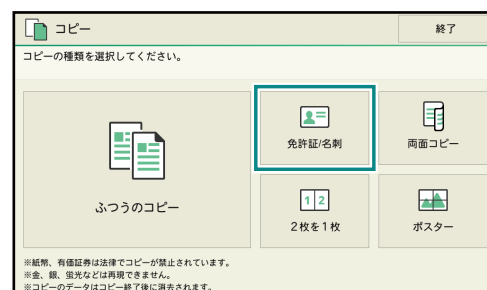 コピー
終了
コピーの種類を選択してください。
ふつうのコピー
免許証/名刺
両面コピー
1 2
2枚を1枚
ポスター
※紙幣、有価証券は法律でコピーが禁止されています。
※金、銀、蛍光などは再現できません。
※コピーのデータはコピー終了後に消去されます。